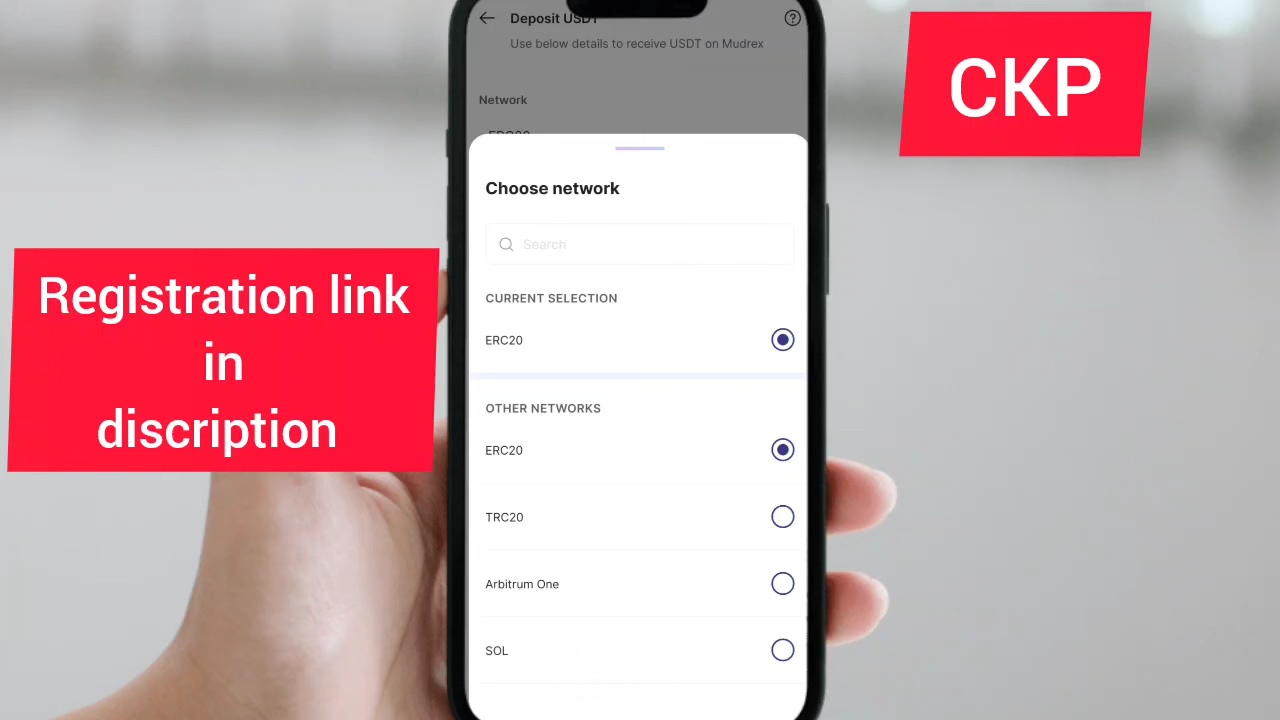 Deposit USDT
Use below details to receive USDT on Mudrex
CKP
Network
ERC20
Choose network
Search
CURRENT SELECTION
ERC20
OTHER NETWORKS
ERC20
TRC20
Arbitrum One
SOL
Registration link
in
discription